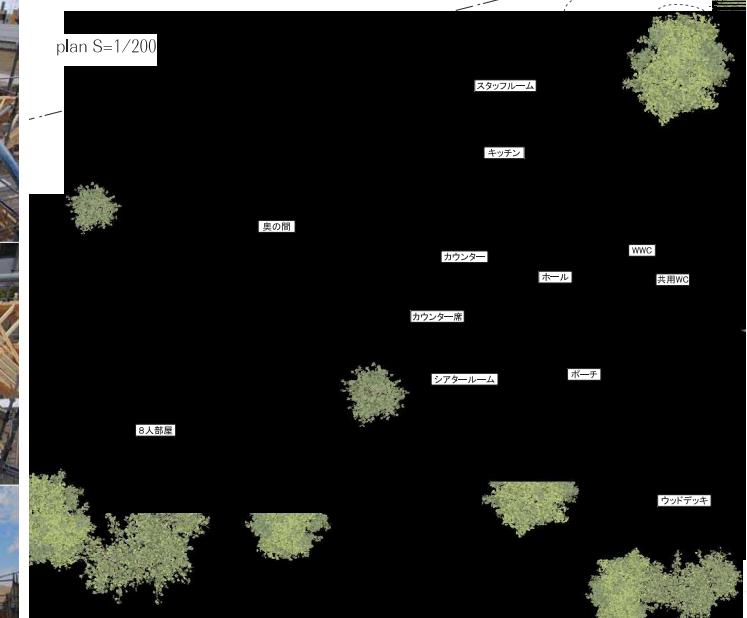 plan S=1/200
スタッフルーム
キッチン
奥の間
WWC
カウンター
ホール
共用WC
カウンター席
ポーチ
シアタールーム
8人部屋
ウッドデッキ